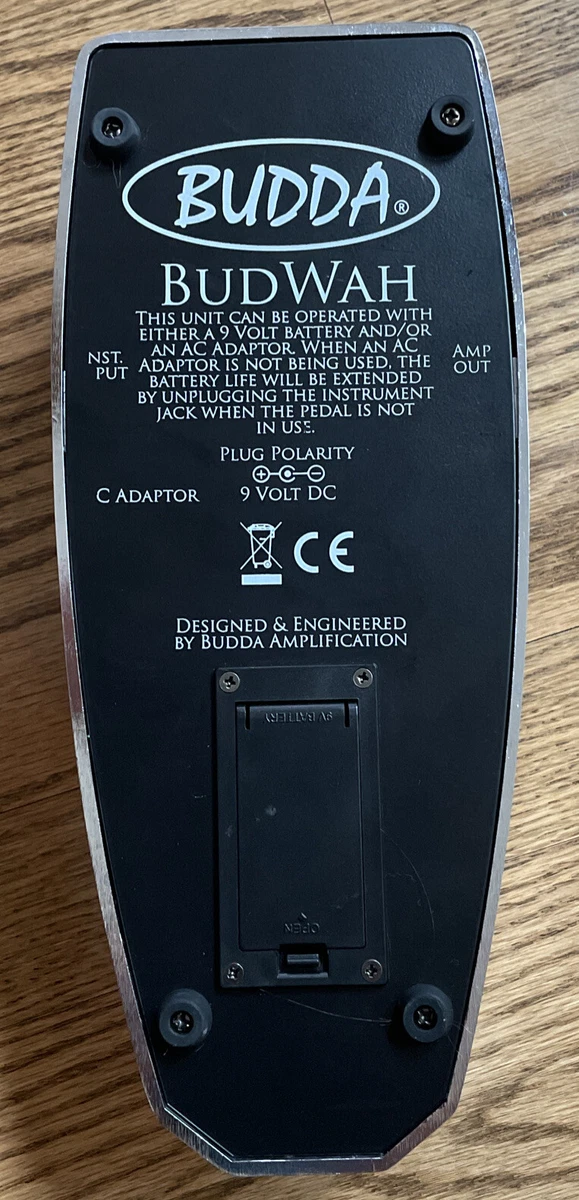 BUDDA®
BUDWAH
THIS UNIT CAN BE OPERATED WITH
EITHER A 9 VOLT BATTERY AND/OR
AN AC ADAPTOR. WHEN AN AC
ADAPTOR IS NOT BEING USED, THE
BATTERY LIFE WILL BE EXTENDED
BY UNPLUGGING THE INSTRUMENT
JACK WHEN THE PEDAL IS NOT
IN USE.
NST.
PUT
AMP
OUT
PLUG POLARITY
C ADAPTOR
9 VOLT DC
CE
DESIGNED & ENGINEERED
BY BUDDA AMPLIFICATION
9V BATTERY
OPEN